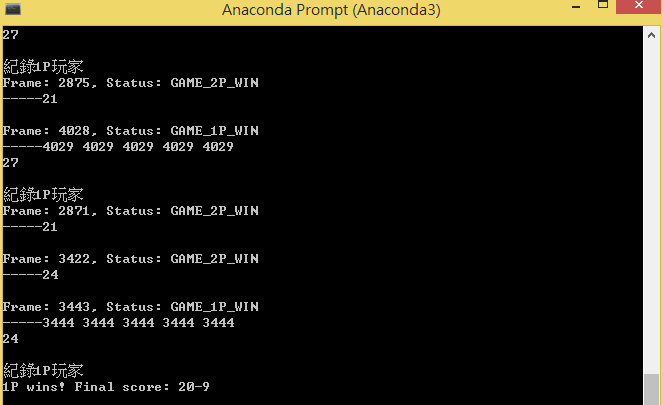 Anaconda Prompt (Anaconda3)
27
紀錄1P玩家
Frame: 2875, Status: GAME_2P_WIN
-----21
Frame: 4028, Status: GAME_1P_WIN
-----4029 4029 4029 4029 4029
27
紀錄1P玩家
Frame: 2871, Status: GAME_2P_WIN
-----21
Frame: 3422, Status: GAME_2P_WIN
-----24
Frame: 3443, Status: GAME_1P_WIN
-----3444 3444 3444 3444 3444
24
紀錄1P玩家
1P wins! Final score: 20-9